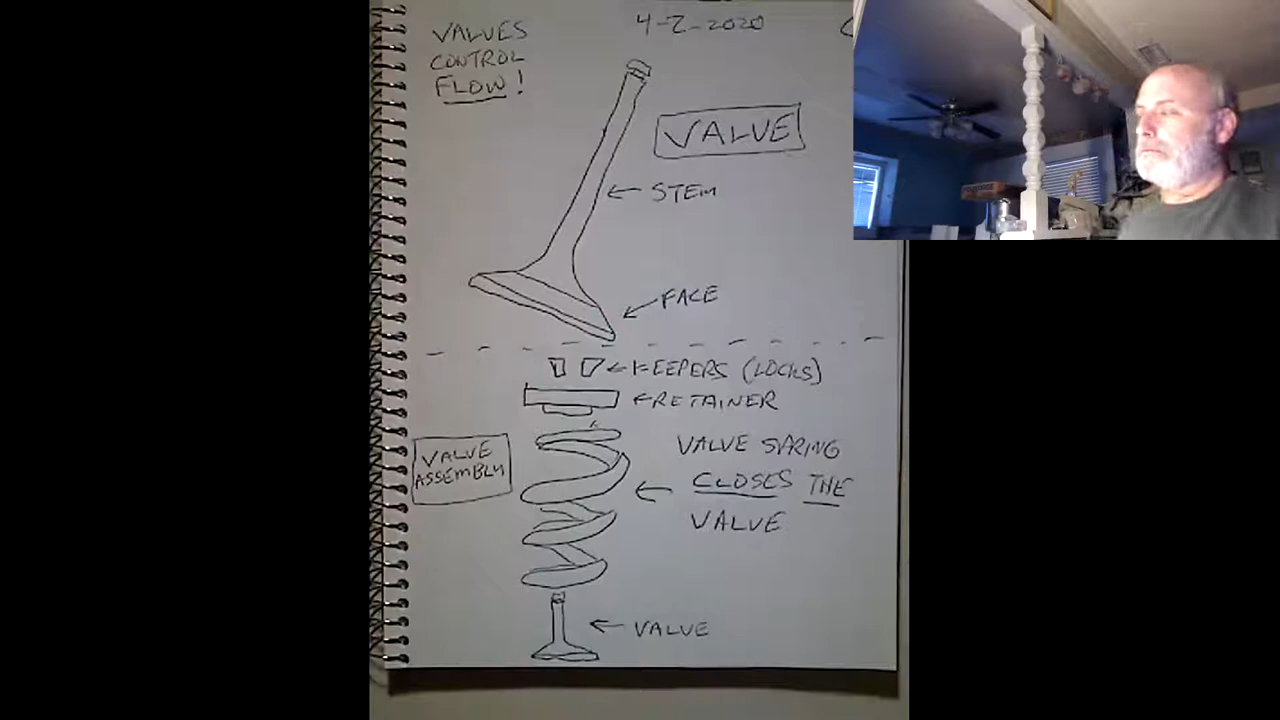 VALVES
CONTROL
FLOW!
4-2-2020
VALVE
← STEM
FACE
← KEEPERS (LOCKS)
← RETAINER
VALVE
ASSEMBLY
VALVE SPRING
← CLOSES THE
VALVE
← VALVE